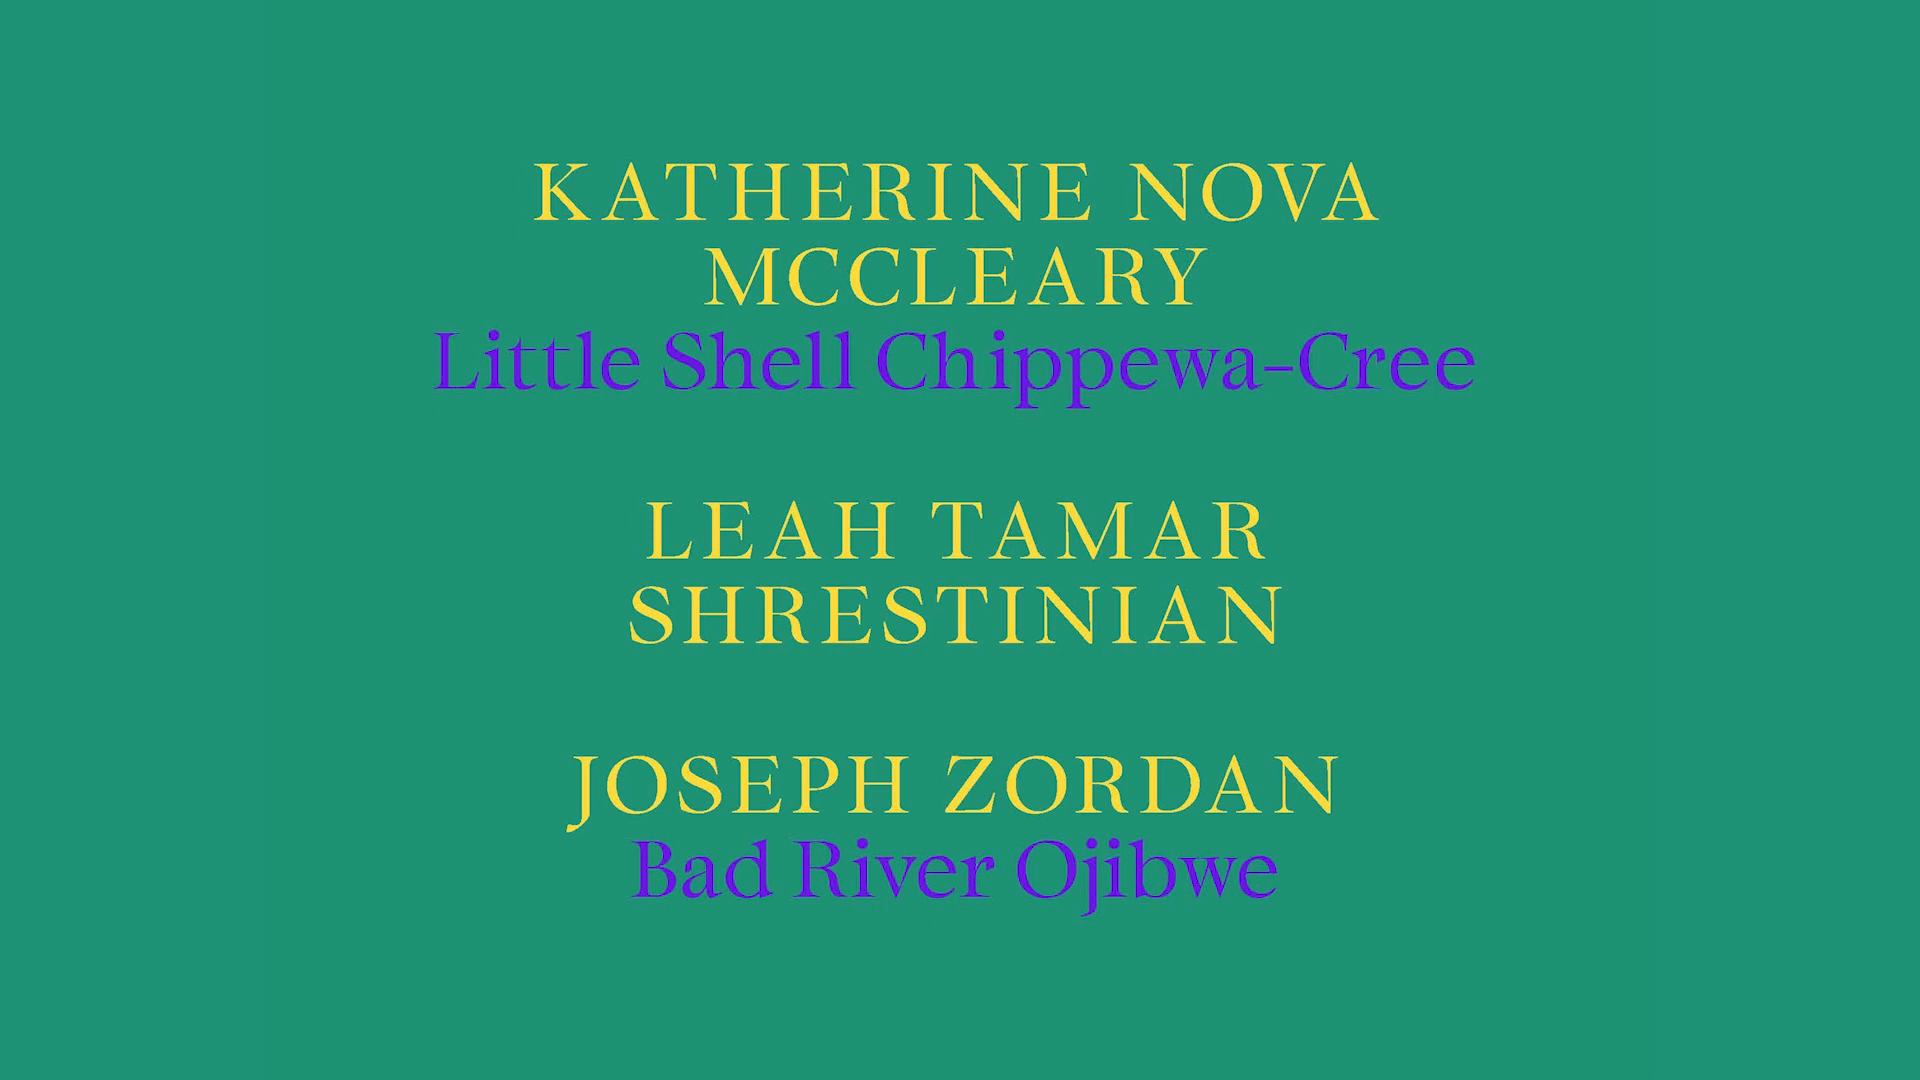 KATHERINE NOVA
MCCLEARY
Little Shell Chippewa-Cree
LEAH TAMAR
SHRESTINIAN
JOSEPH ZORDAN
Bad River Ojibwe